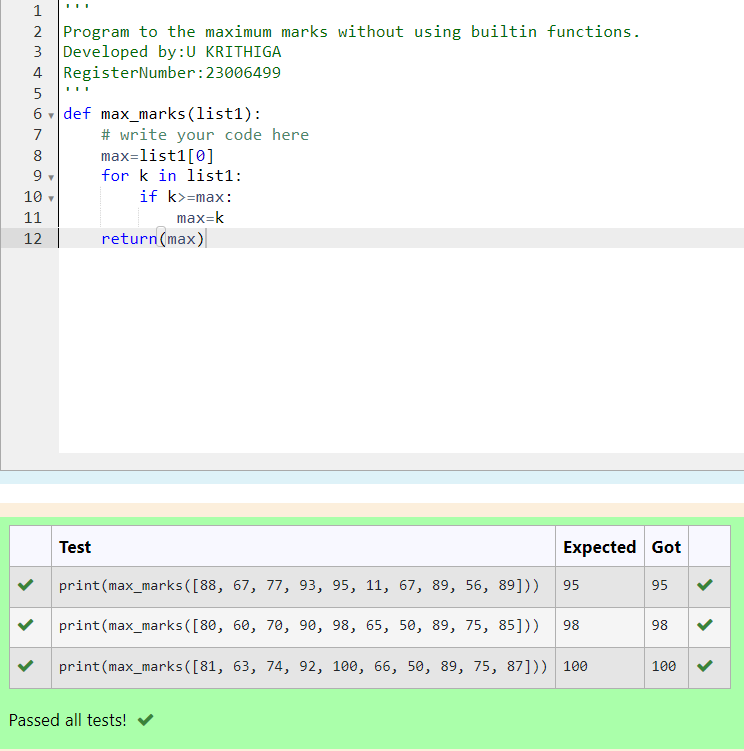 1 '''
2 Program to the maximum marks without using builtin functions.
3 Developed by:U KRITHIGA
4 RegisterNumber:23006499
5 '''
6 def max_marks(list1):
7     # write your code here
8     max=list1[0]
9     for k in list1:
10         if k>=max:
11             max=k
12     return(max)
Test Expected Got
print(max_marks([88, 67, 77, 93, 95, 11, 67, 89, 56, 89])) 95 95
print(max_marks([80, 60, 70, 90, 98, 65, 50, 89, 75, 85])) 98 98
print(max_marks([81, 63, 74, 92, 100, 66, 50, 89, 75, 87])) 100 100
Passed all tests!